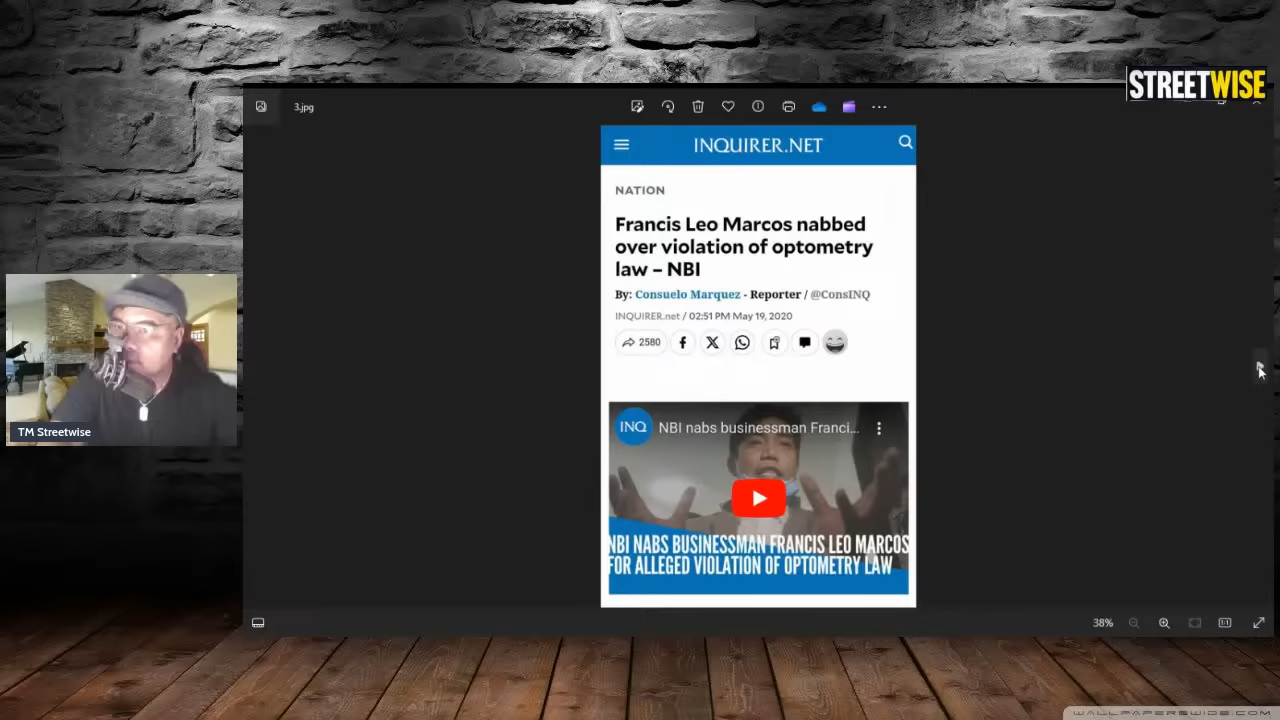 STREETWISE
3.jpg
INQUIRER.NET
NATION
Francis Leo Marcos nabbed
over violation of optometry
law – NBI
By: Consuelo Marquez - Reporter / @ConsINQ
INQUIRER.net / 02:51 PM May 19, 2020
2580
INQ
NBI nabs businessman Franci...
NBI NABS BUSINESSMAN FRANCIS LEO MARCOS
FOR ALLEGED VIOLATION OF OPTOMETRY LAW
TM Streetwise
38%
WALLPAPERSWIDE.COM